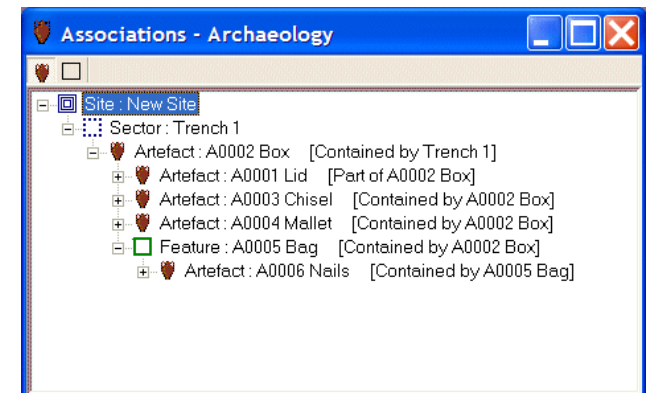 Associations - Archaeology
Site : New Site
Sector : Trench 1
Artefact : A0002 Box [Contained by Trench 1]
Artefact : A0001 Lid [Part of A0002 Box]
Artefact : A0003 Chisel [Contained by A0002 Box]
Artefact : A0004 Mallet [Contained by A0002 Box]
Feature : A0005 Bag [Contained by A0002 Box]
Artefact : A0006 Nails [Contained by A0005 Bag]